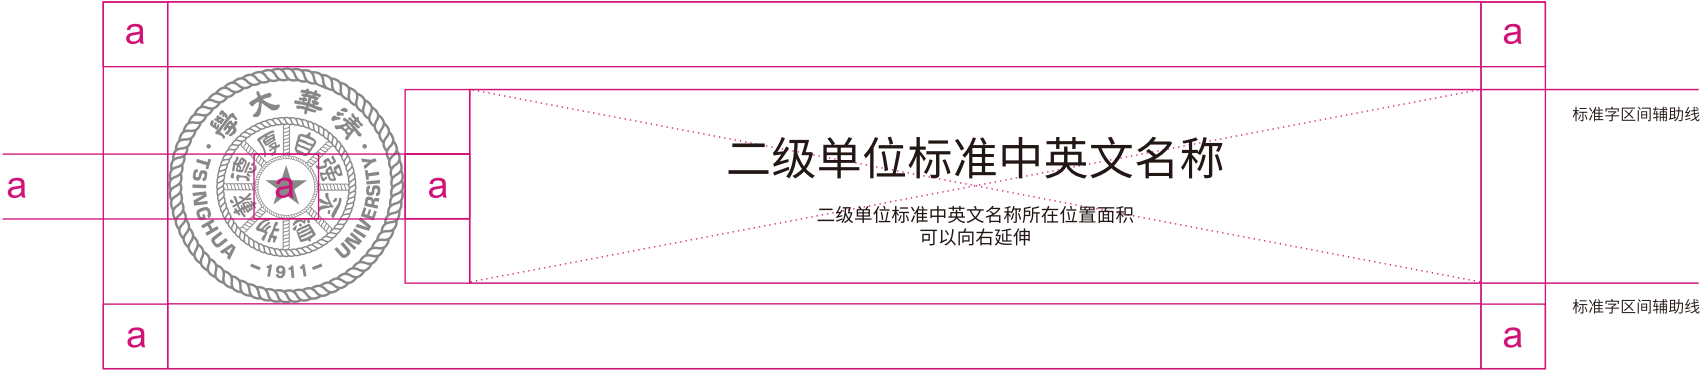 a
a
標准字区间辅助线
清華大學
TSINGHUA UNIVERSITY
-1911-
自强不息
厚德載物
a
a
a
二级单位标准中英文名称
二级单位标准中英文名称所在位置面积
可以向右延伸
标准字区间辅助线
a
a